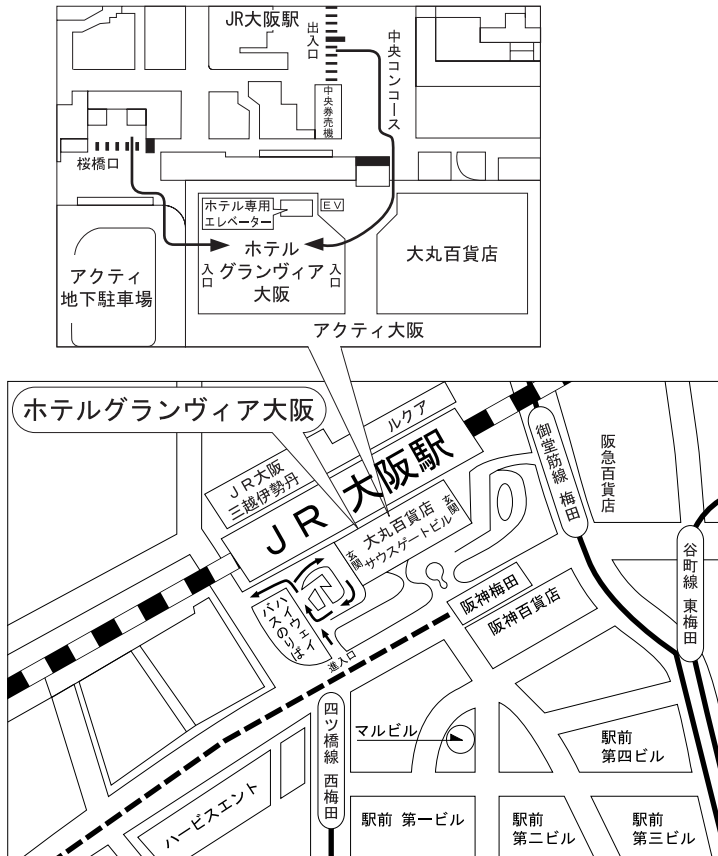 JR大阪駅
出入口
中央コンコース
中央券売機
桜橋口
ホテル専用
エレベーター
EV
ホテル
グランヴィア
大阪
入口
入口
大丸百貨店
アクティ
地下駐車場
アクティ大阪
ホテルグランヴィア大阪
ルクア
JR大阪
三越伊勢丹
JR 大阪駅
御堂筋線 梅田
阪急百貨店
大丸百貨店
サウスゲートビル
玄関
玄関
谷町線 東梅田
阪神梅田
阪神百貨店
ハイウェイ
バスのりば
進入口
四ツ橋線 西梅田
マルビル
駅前
第四ビル
ハービスエント
駅前 第一ビル
駅前
第二ビル
駅前
第三ビル